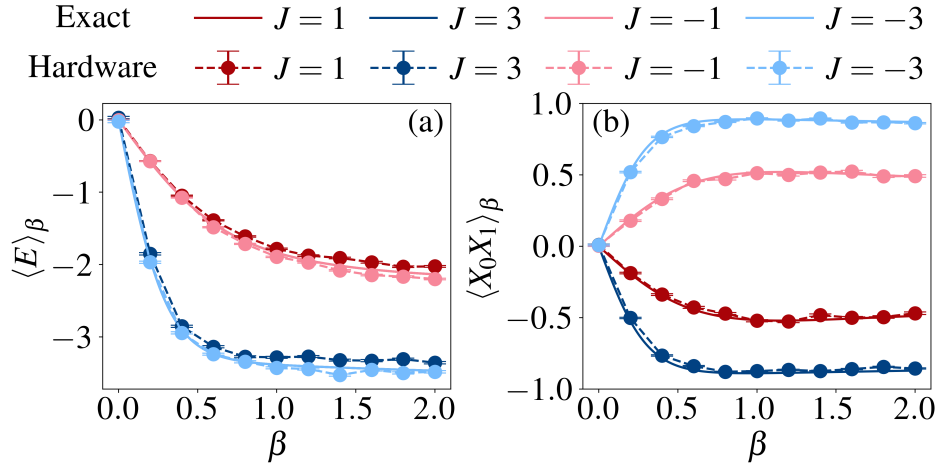 Exact J = 1 J = 3 J = −1 J = −3
Hardware J = 1 J = 3 J = −1 J = −3
(a)
0
−1
−2
−3
⟨E⟩β
0.0 0.5 1.0 1.5 2.0
β
(b)
1.0
0.5
0.0
−0.5
−1.0
⟨X₀X₁⟩β
0.0 0.5 1.0 1.5 2.0
β